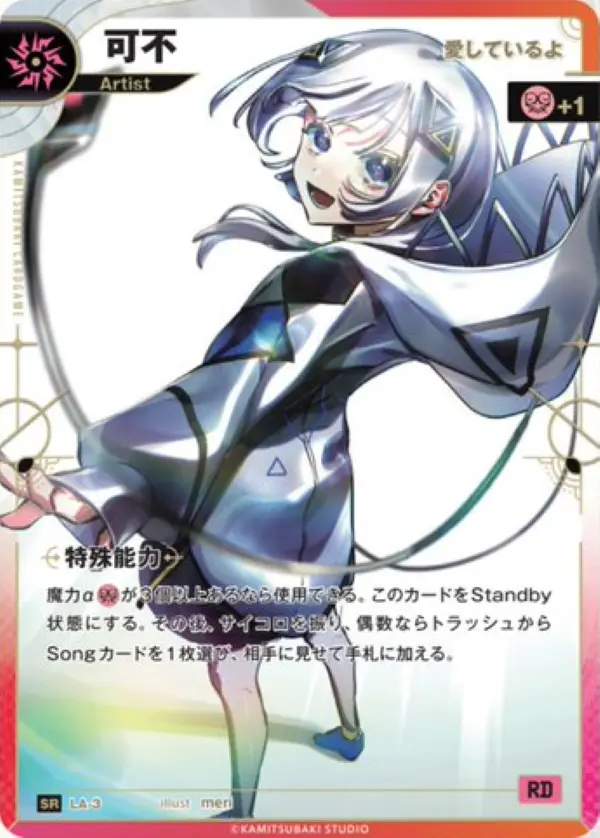 可不
愛しているよ
Artist
+1
KAMITSUBAKI CARDGAME
特殊能力
魔力αが3個以上あるなら使用できる。このカードをStandby
状態にする。その後、サイコロを振り、偶数ならトラッシュから
Songカードを1枚選び、相手に見せて手札に加える。
RD
SR LA-3 illust meri
©KAMITSUBAKI STUDIO